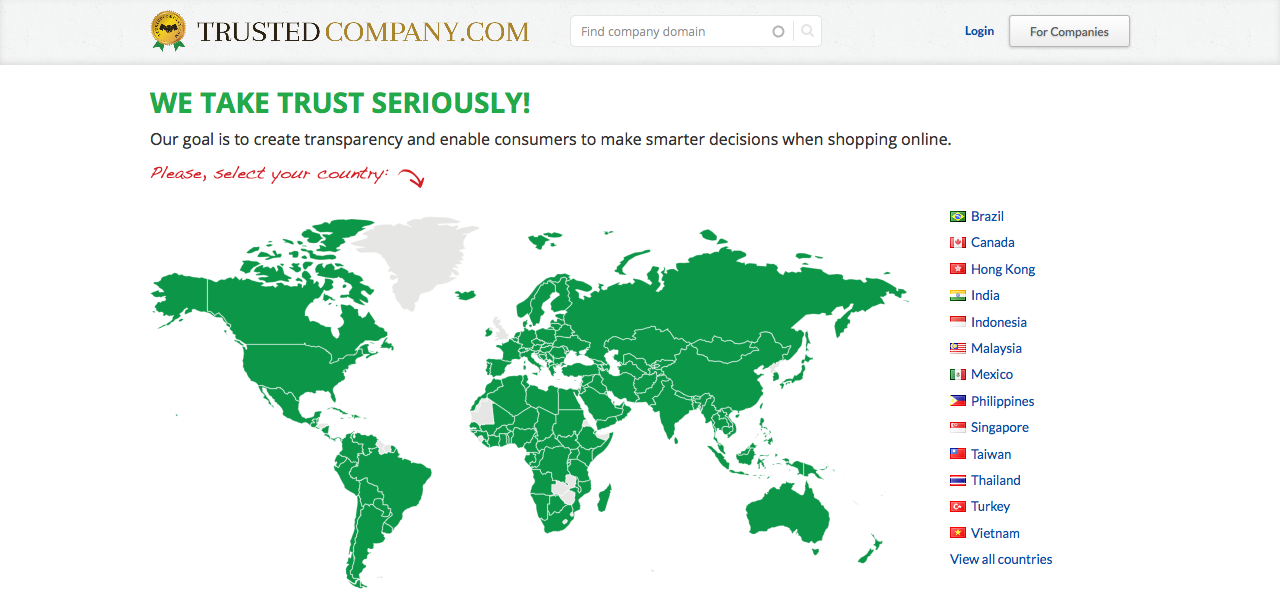 TRUSTED COMPANY.COM
Find company domain
Login
For Companies
WE TAKE TRUST SERIOUSLY!
Our goal is to create transparency and enable consumers to make smarter decisions when shopping online.
Please, select your country:
Brazil
Canada
Hong Kong
India
Indonesia
Malaysia
Mexico
Philippines
Singapore
Taiwan
Thailand
Turkey
Vietnam
View all countries